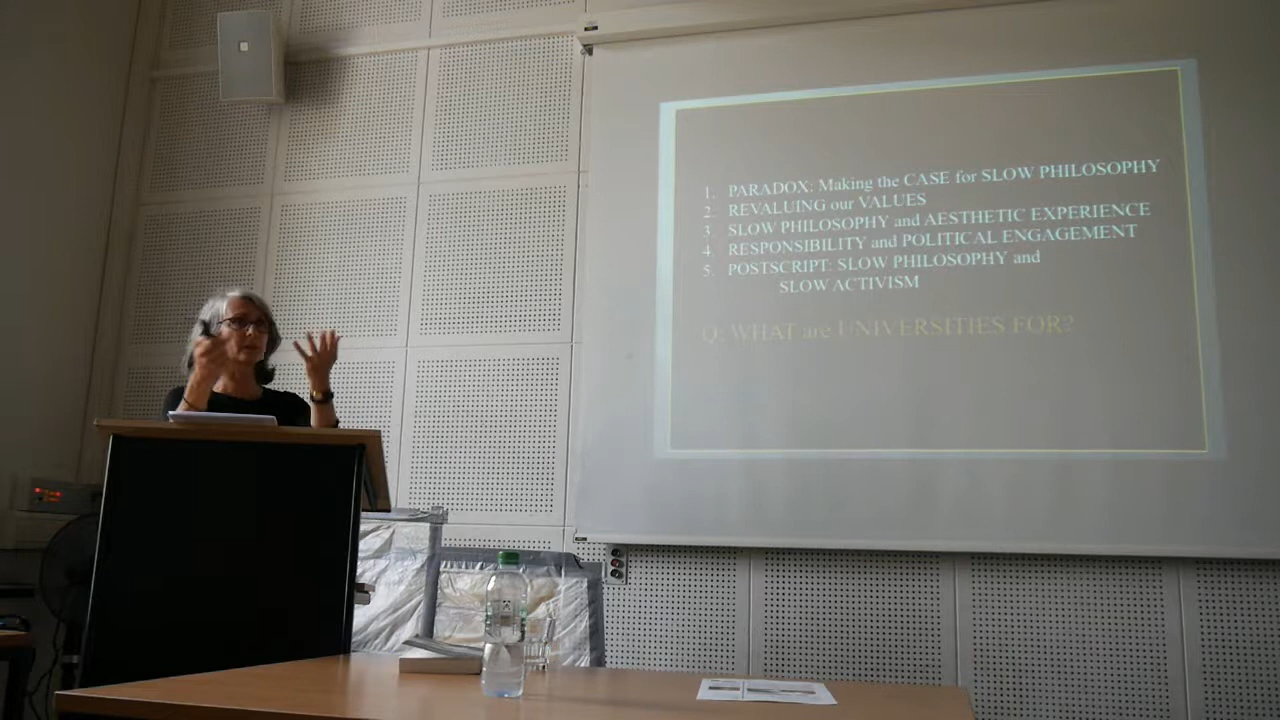 1. PARADOX: Making the CASE for SLOW PHILOSOPHY
2. REVALUING our VALUES
3. SLOW PHILOSOPHY and AESTHETIC EXPERIENCE
4. RESPONSIBILITY and POLITICAL ENGAGEMENT
5. POSTSCRIPT: SLOW PHILOSOPHY and
SLOW ACTIVISM
Q: WHAT are UNIVERSITIES FOR?